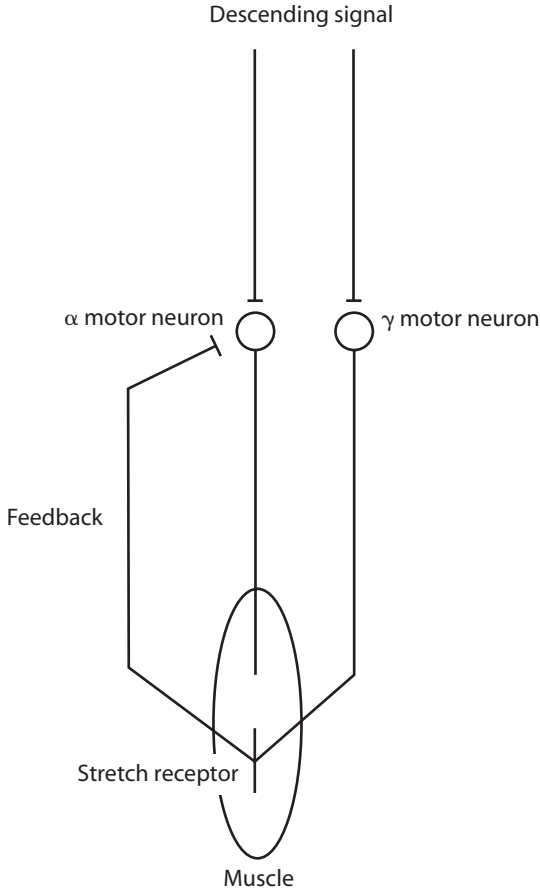 Descending signal
α motor neuron
γ motor neuron
Feedback
Stretch receptor
Muscle